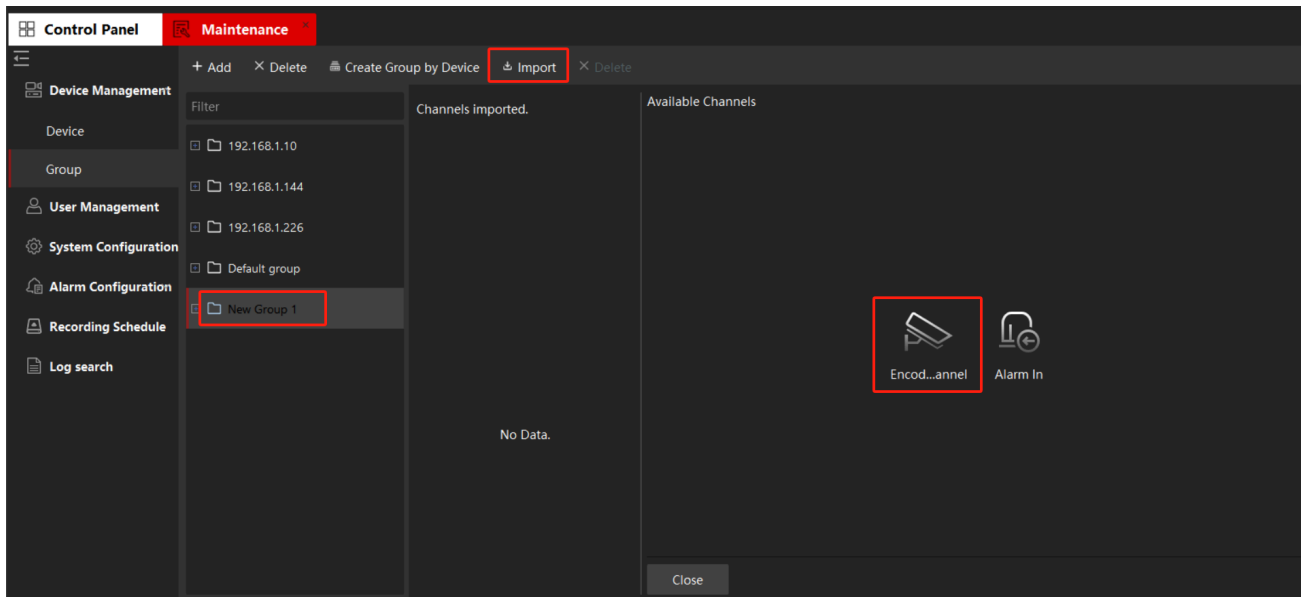 Control Panel
Maintenance
+ Add × Delete Create Group by Device Import × Delete
Device Management
Device
Group
User Management
System Configuration
Alarm Configuration
Recording Schedule
Log search
Filter
192.168.1.10
192.168.1.144
192.168.1.226
Default group
New Group 1
Channels imported.
No Data.
Available Channels
Encod...annel
Alarm In
Close